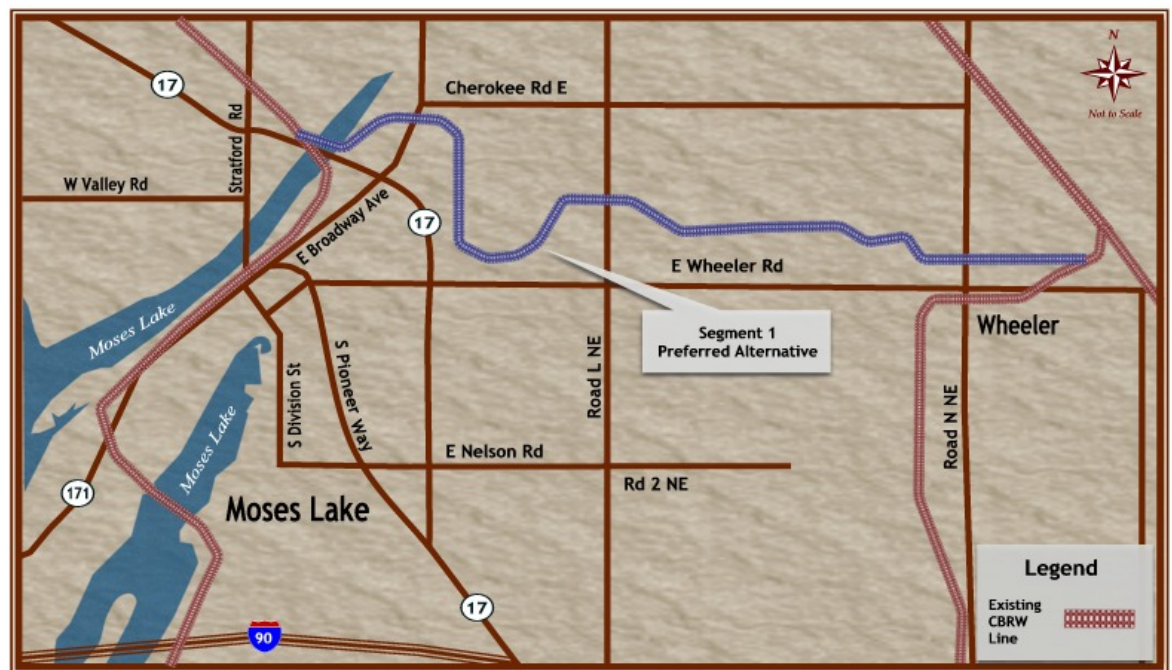 N
Not to Scale
17
Cherokee Rd E
Stratford Rd
W Valley Rd
E Broadway Ave
17
E Wheeler Rd
Segment 1
Preferred Alternative
Wheeler
Moses Lake
Road L NE
Road N NE
S Division St
S Pioneer Way
Moses Lake
E Nelson Rd
Rd 2 NE
171
Moses Lake
17
90
Legend
Existing
CBRW
Line